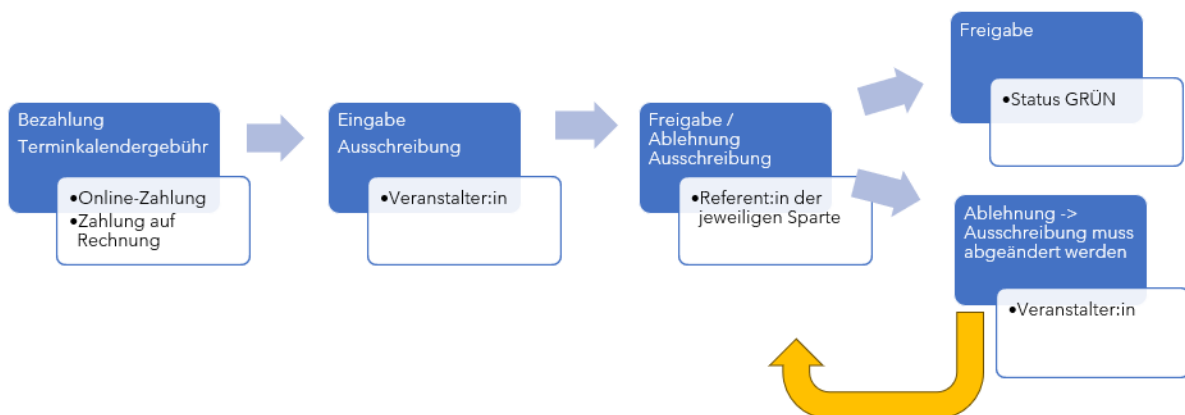 Bezahlung
Terminkalendergebühr
•Online-Zahlung
•Zahlung auf
Rechnung
Eingabe
Ausschreibung
•Veranstalter:in
Freigabe /
Ablehnung
Ausschreibung
•Referent:in der
jeweiligen Sparte
Freigabe
•Status GRÜN
Ablehnung ->
Ausschreibung muss
abgeändert werden
•Veranstalter:in